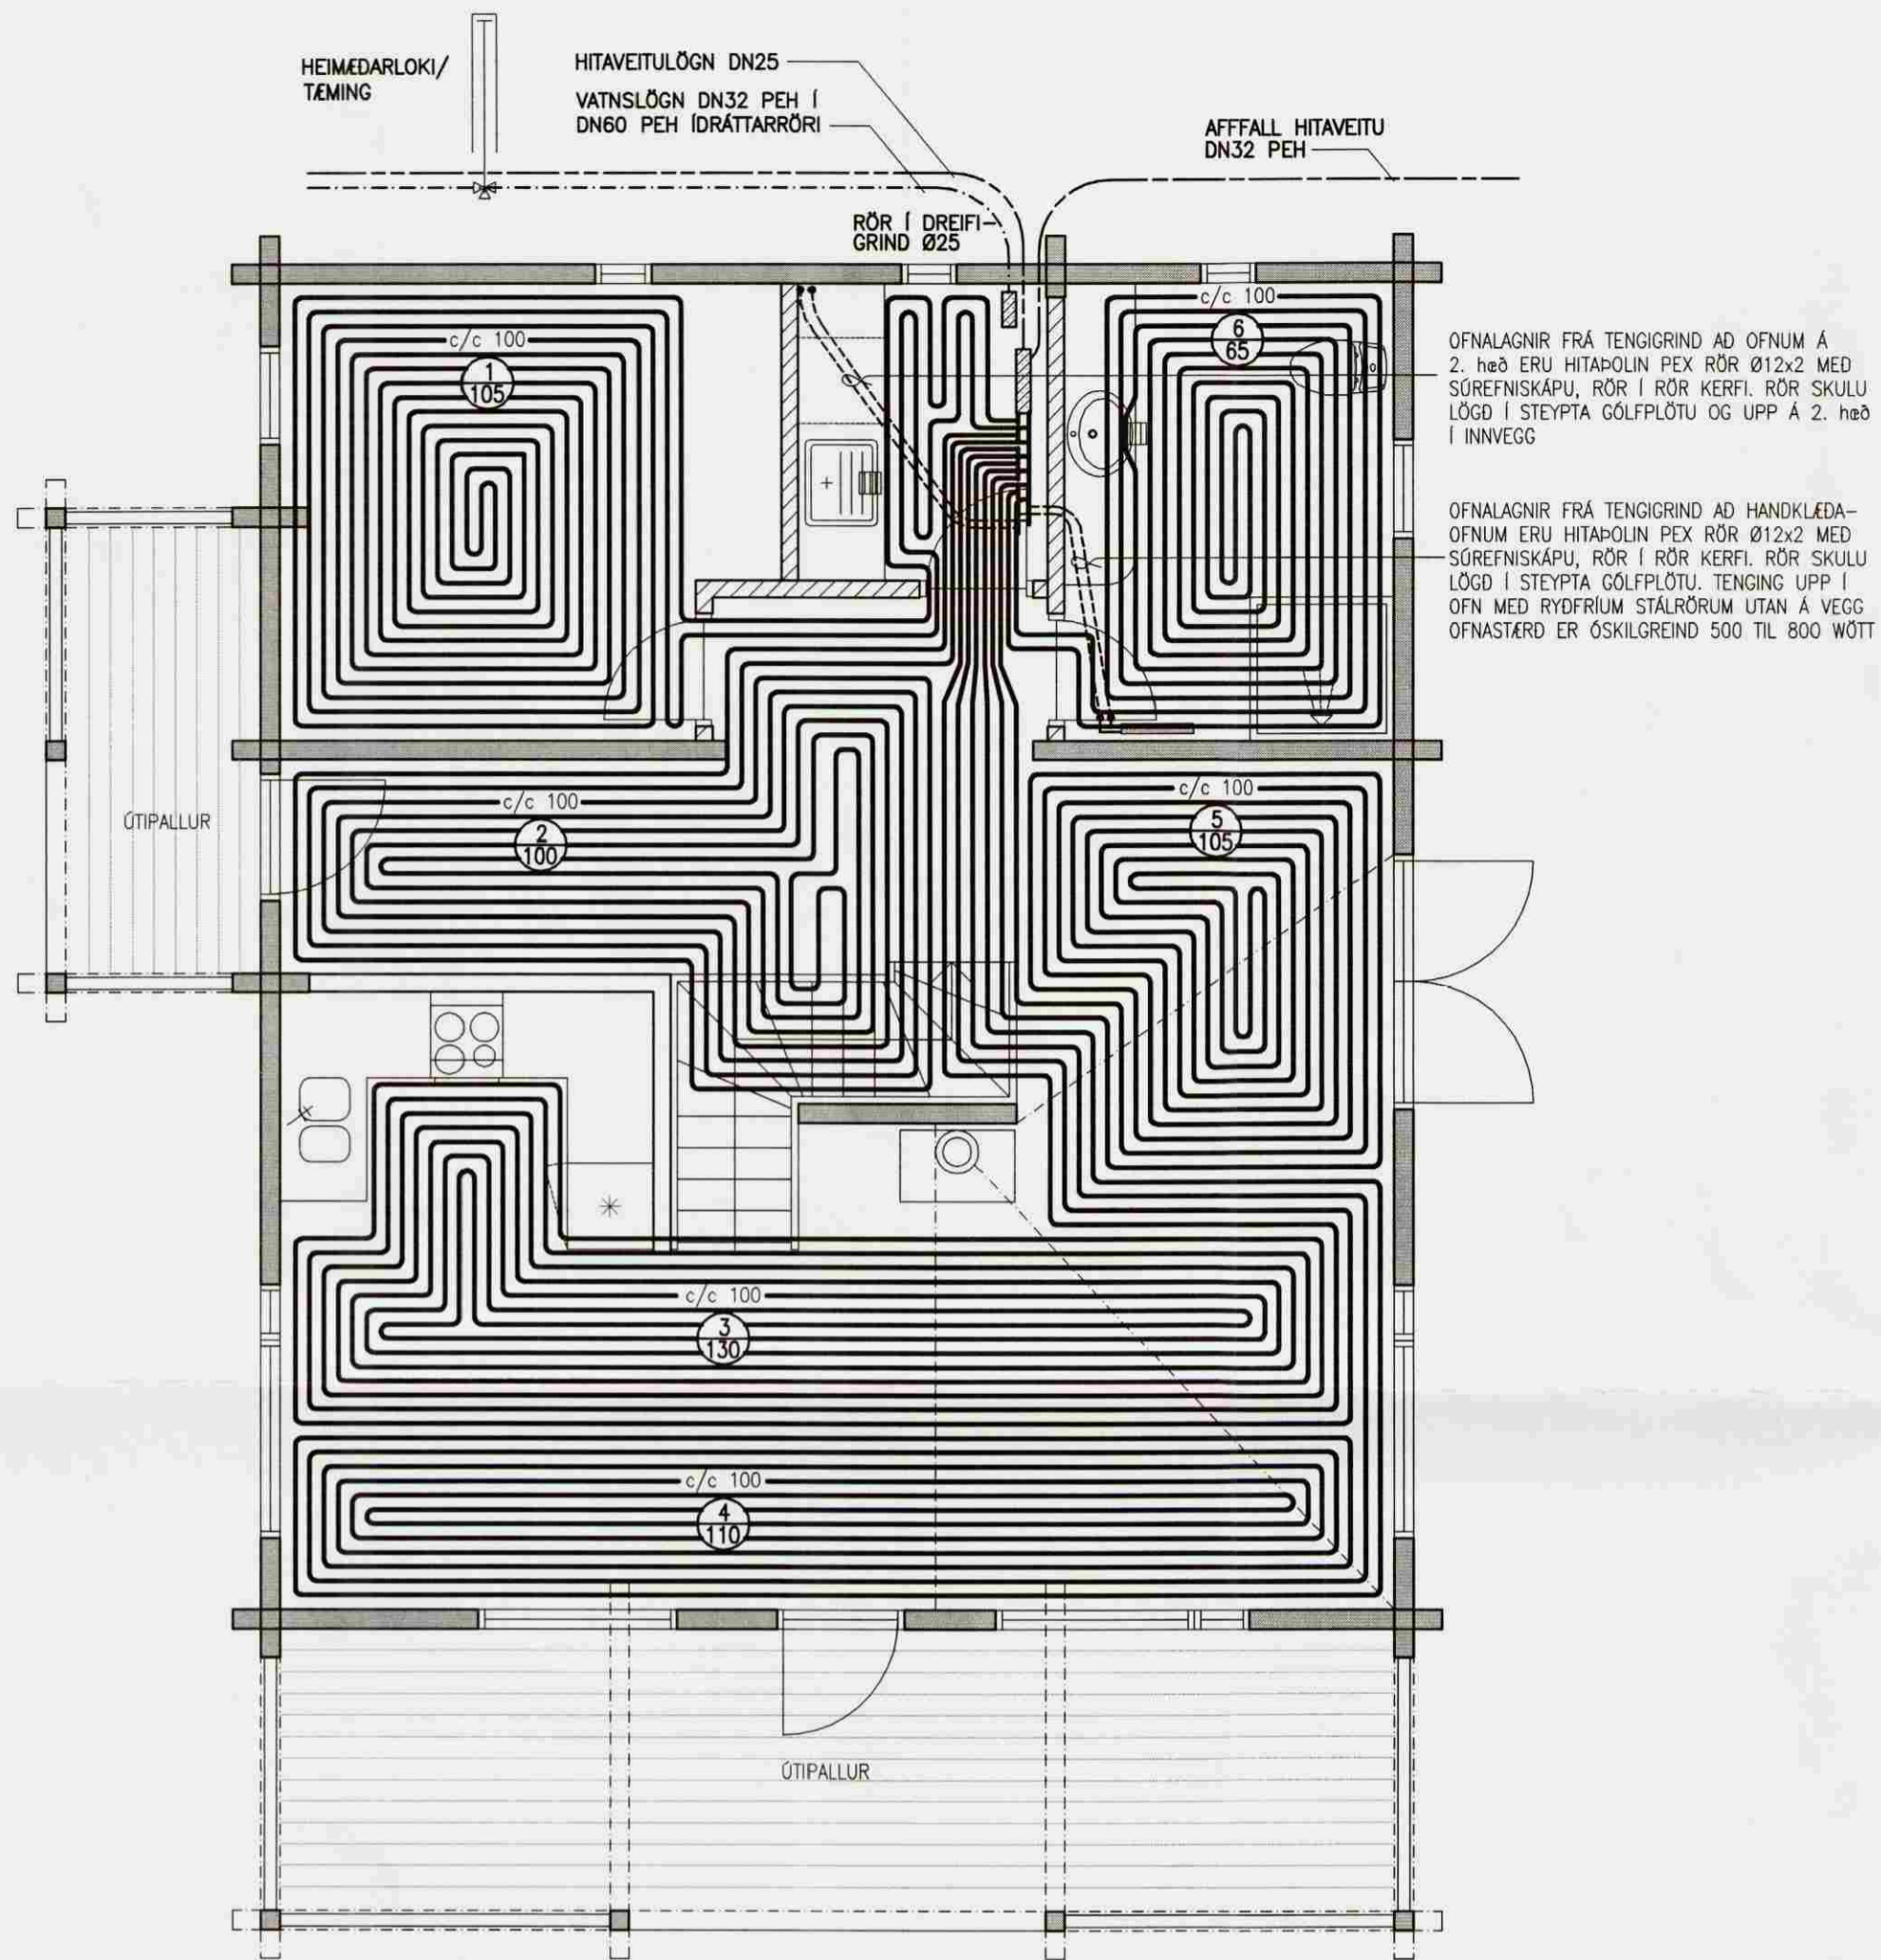 HEIMÆÐARLOKI/
TÆMING
HITAVEITULÖGN DN25
VATNSLÖGN DN32 PEH Í
DN60 PEH ÍDRÁTTARRÖRI
AFFFALL HITAVEITU
DN32 PEH
RÖR Í DREIFI-
GRIND Ø25
c/c 100
1
105
c/c 100
6
65
OFNALAGNIR FRÁ TENGIGRIND AÐ OFNUM Á
2. hæð ERU HITAÞOLIN PEX RÖR Ø12x2 MEÐ
SÚREFNISKÁPU, RÖR Í RÖR KERFI. RÖR SKULU
LÖGÐ Í STEYPTA GÓLFPLÖTU OG UPP Á 2. hæð
Í INNVEGG
OFNALAGNIR FRÁ TENGIGRIND AÐ HANDKLÆÐA-
OFNUM ERU HITAÞOLIN PEX RÖR Ø12x2 MEÐ
SÚREFNISKÁPU, RÖR Í RÖR KERFI. RÖR SKULU
LÖGÐ Í STEYPTA GÓLFPLÖTU. TENGING UPP Í
OFN MEÐ RYÐFRÍUM STÁLRÖRUM UTAN Á VEGG
OFNASTÆRÐ ER ÓSKILGREIND 500 TIL 800 WÖTT
ÚTIPALLUR
c/c 100
2
100
c/c 100
5
105
c/c 100
3
130
c/c 100
4
110
ÚTIPALLUR